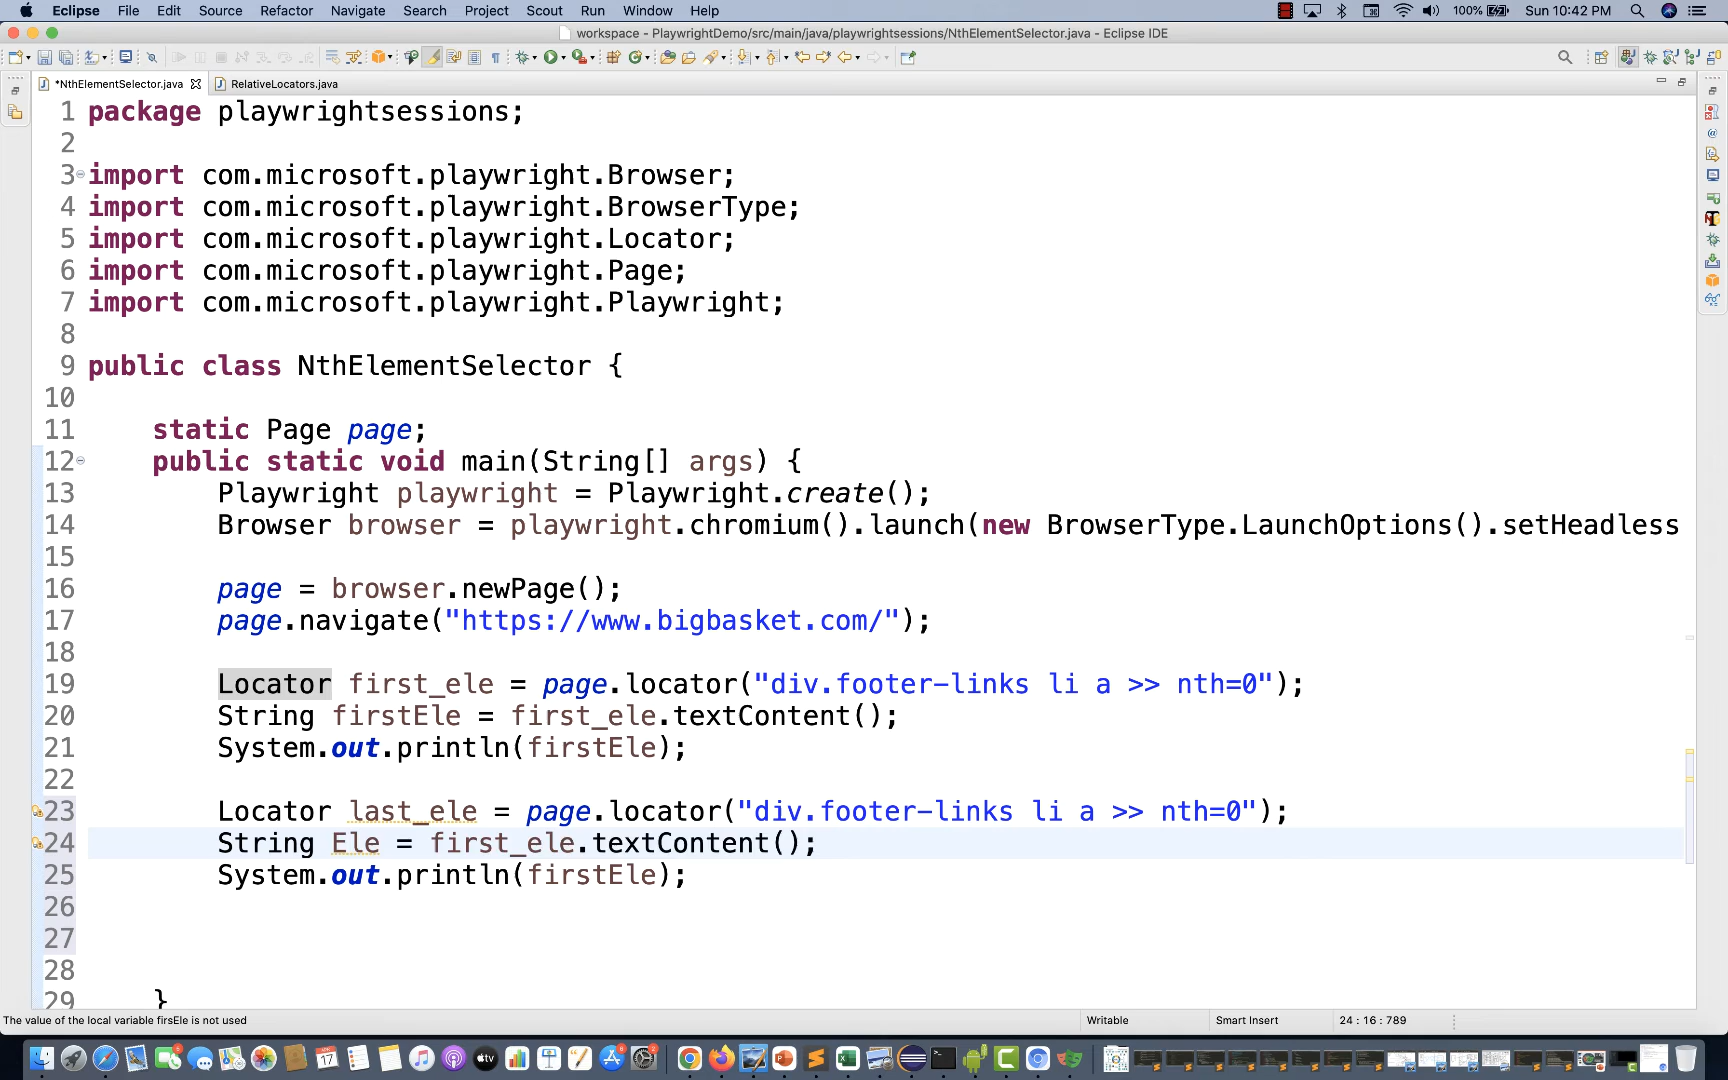 Eclipse File Edit Source Refactor Navigate Search Project Scout Run Window Help 100% Sun 10:42 PM
workspace - PlaywrightDemo/src/main/java/playwrightsessions/NthElementSelector.java - Eclipse IDE
*NthElementSelector.java RelativeLocators.java
1 package playwrightsessions;
2
3 import com.microsoft.playwright.Browser;
4 import com.microsoft.playwright.BrowserType;
5 import com.microsoft.playwright.Locator;
6 import com.microsoft.playwright.Page;
7 import com.microsoft.playwright.Playwright;
8
9 public class NthElementSelector {
10
11 static Page page;
12 public static void main(String[] args) {
13 Playwright playwright = Playwright.create();
14 Browser browser = playwright.chromium().launch(new BrowserType.LaunchOptions().setHeadless
15
16 page = browser.newPage();
17 page.navigate("https://www.bigbasket.com/");
18
19 Locator first_ele = page.locator("div.footer-links li a >> nth=0");
20 String firstEle = first_ele.textContent();
21 System.out.println(firstEle);
22
23 Locator last_ele = page.locator("div.footer-links li a >> nth=0");
24 String Ele = first_ele.textContent();
25 System.out.println(firstEle);
26
27
28
29 }
The value of the local variable firsEle is not used Writable Smart Insert 24 : 16 : 789